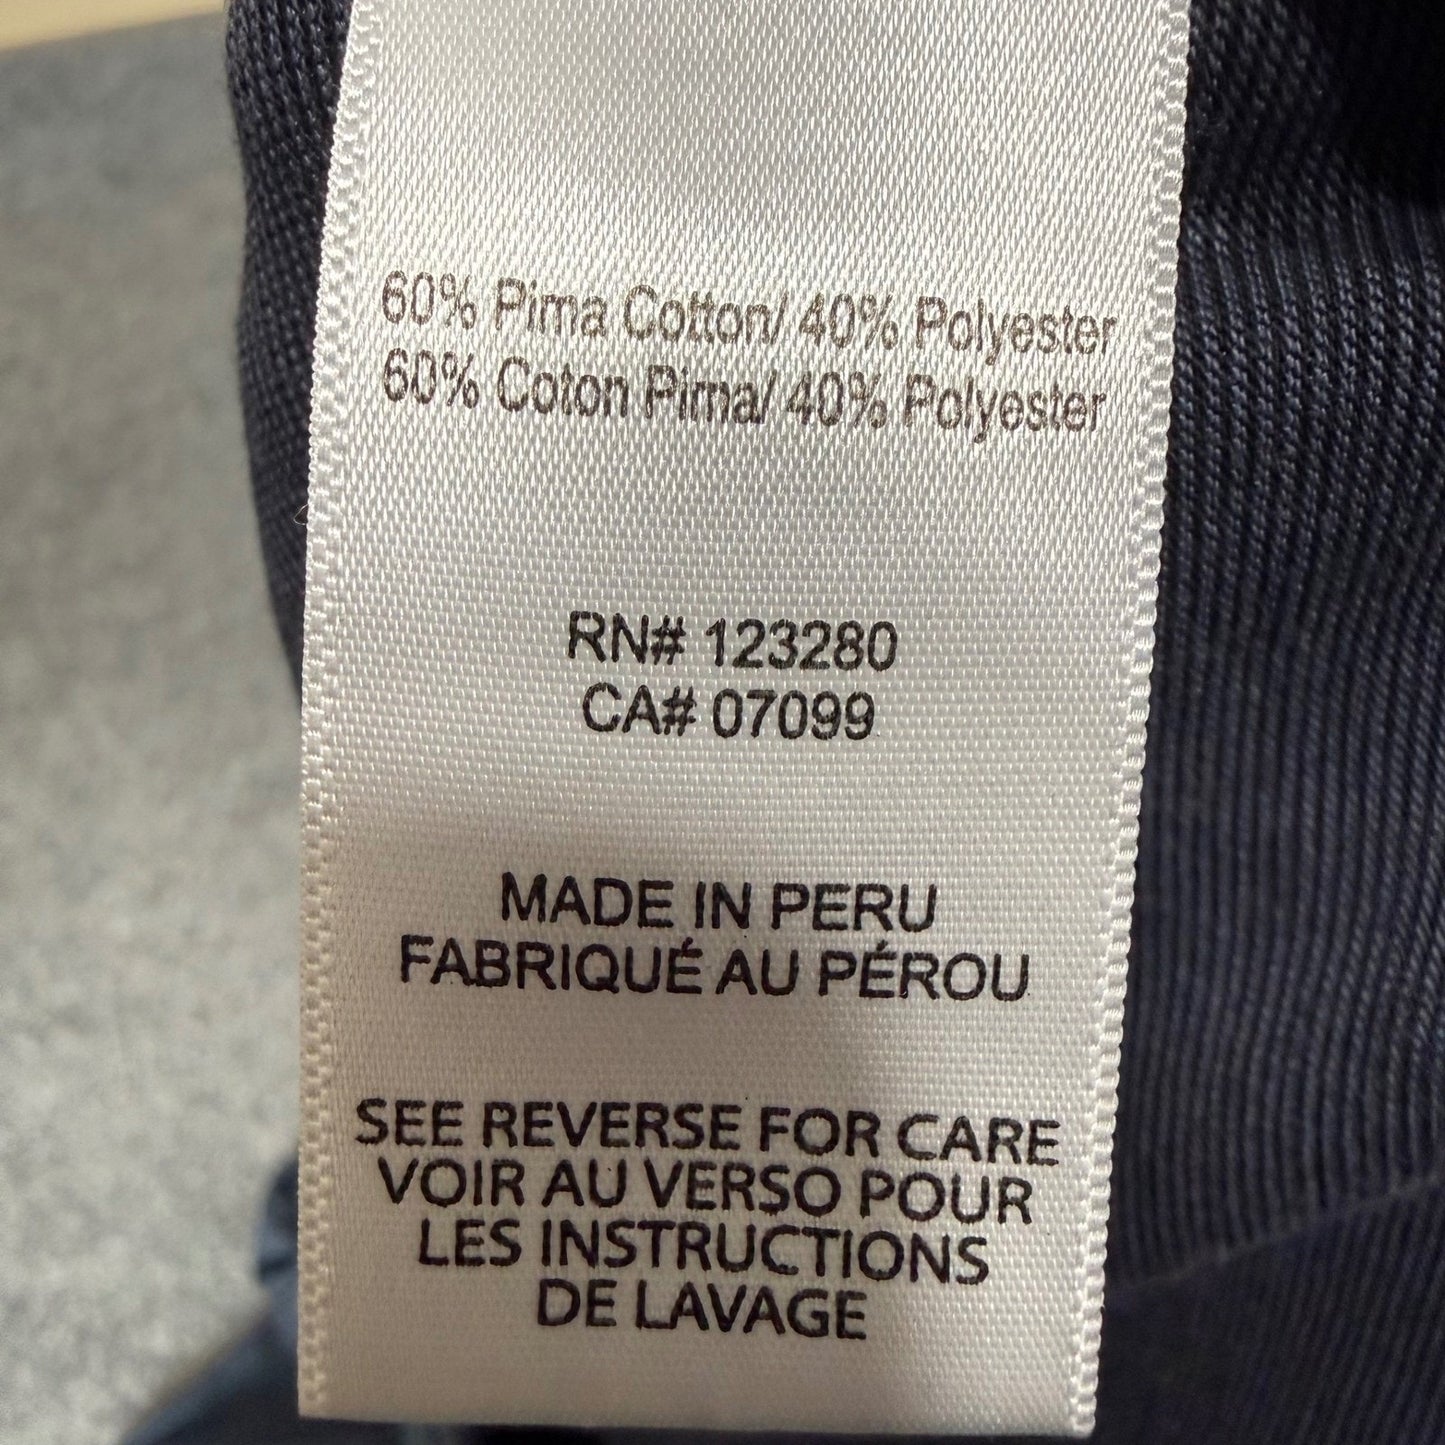 60% Pima Cotton/ 40% Polyester
60% Coton Pima/ 40% Polyester
RN# 123280
CA# 07099
MADE IN PERU
FABRIQUÉ AU PÉROU
SEE REVERSE FOR CARE
VOIR AU VERSO POUR
LES INSTRUCTIONS
DE LAVAGE